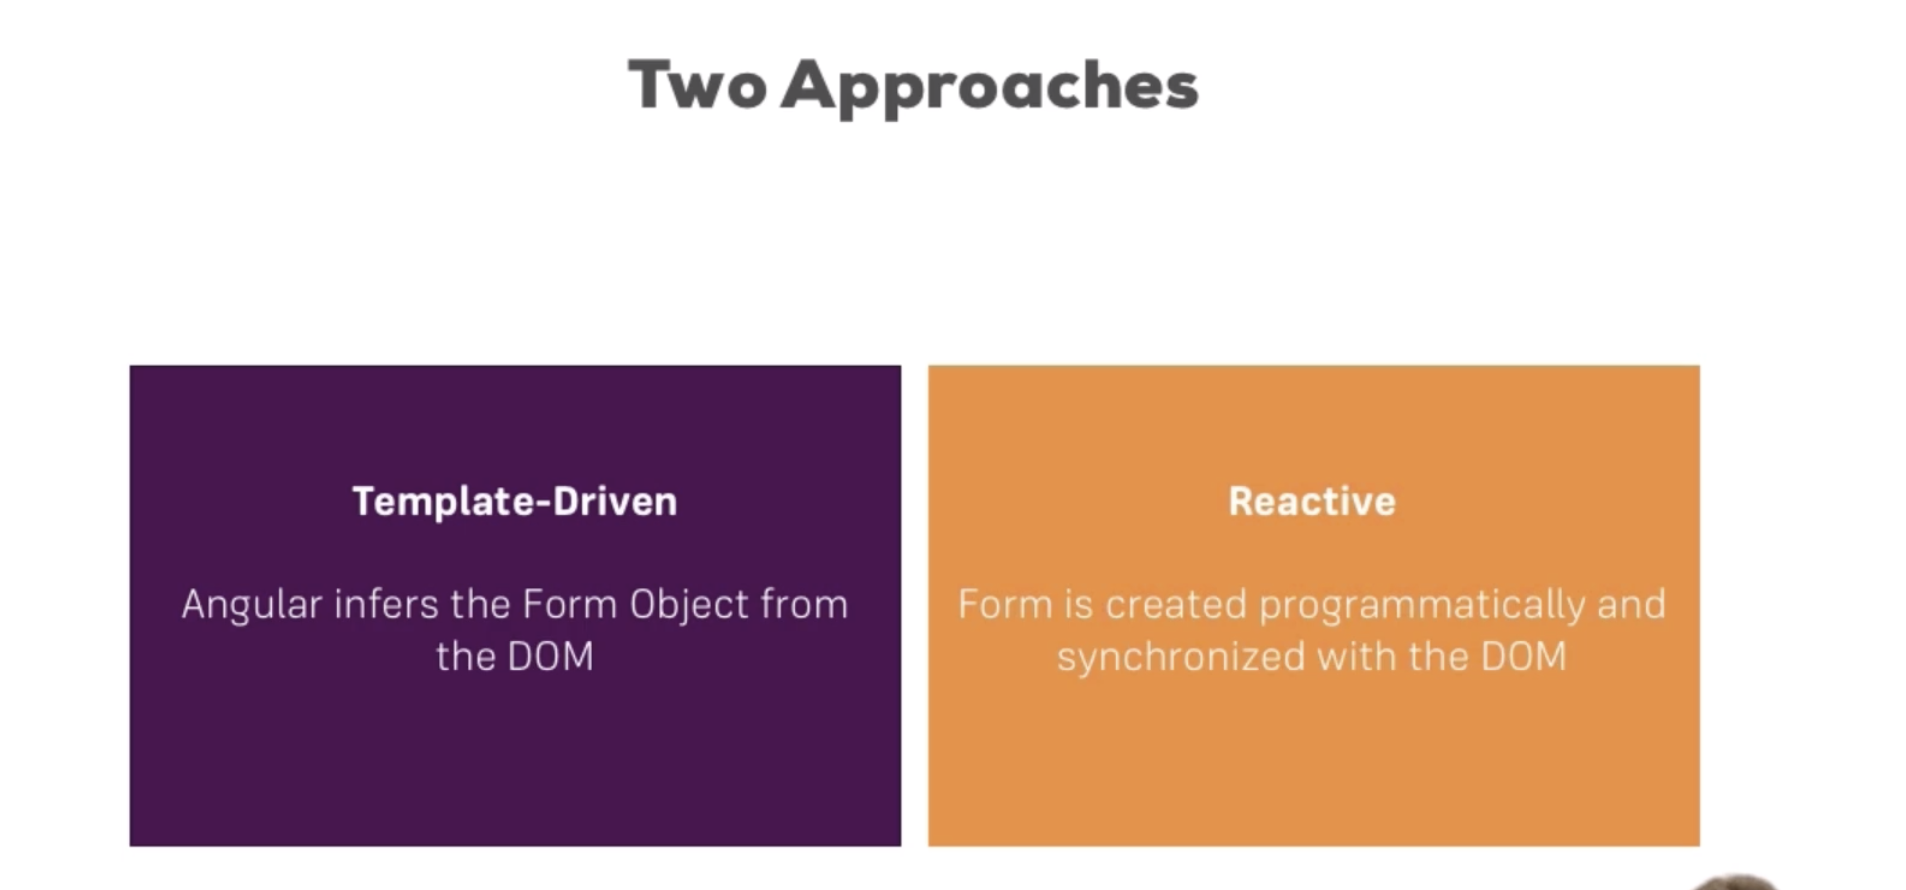 Two Approaches
Template-Driven
Angular infers the Form Object from
the DOM
Reactive
Form is created programmatically and
synchronized with the DOM